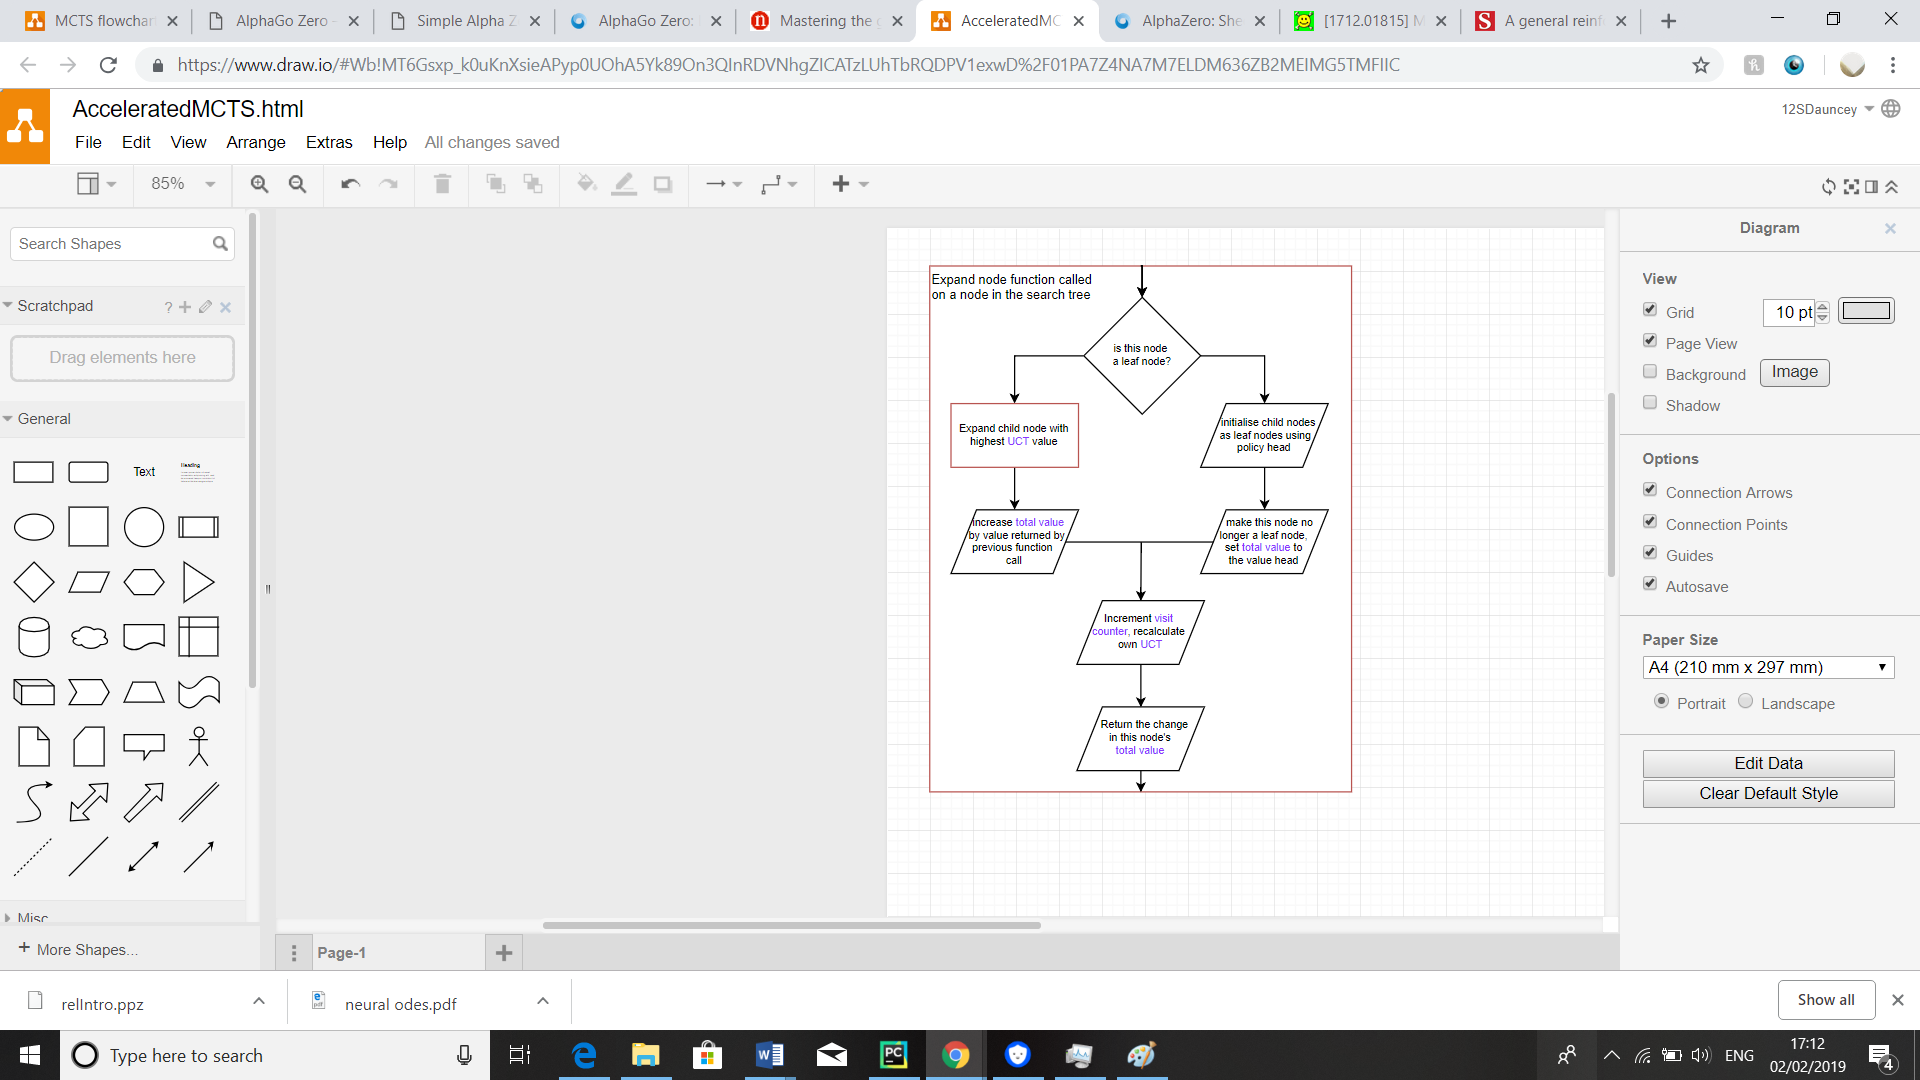 MCTS flowchar
AlphaGo Zero -
Simple Alpha Z
AlphaGo Zero:
Mastering the g
AcceleratedMC
AlphaZero: She
[1712.01815] M
A general reinf
https://www.draw.io/#Wb!MT6Gsxp_k0uKnXsieAPyp0UOhA5Yk89On3QInRDVNhgZICATzLUhTbRQDPV1exwD%2F01PA7Z4NA7M7ELDM636ZB2MEIMG5TMFIIC
AcceleratedMCTS.html
12SDauncey
File Edit View Arrange Extras Help All changes saved
85%
Search Shapes
Scratchpad
?
Drag elements here
General
Text
Heading
Misc
+ More Shapes...
Expand node function called
on a node in the search tree
is this node
a leaf node?
Expand child node with
highest UCT value
initialise child nodes
as leaf nodes using
policy head
increase total value
by value returned by
previous function
call
make this node no
longer a leaf node,
set total value to
the value head
Increment visit
counter, recalculate
own UCT
Return the change
in this node's
total value
Page-1
Diagram
View
Grid
10 pt
Page View
Background
Image
Shadow
Options
Connection Arrows
Connection Points
Guides
Autosave
Paper Size
A4 (210 mm x 297 mm)
Portrait
Landscape
Edit Data
Clear Default Style
relIntro.ppz
neural odes.pdf
Show all
Type here to search
PC
ENG
17:12
02/02/2019
4